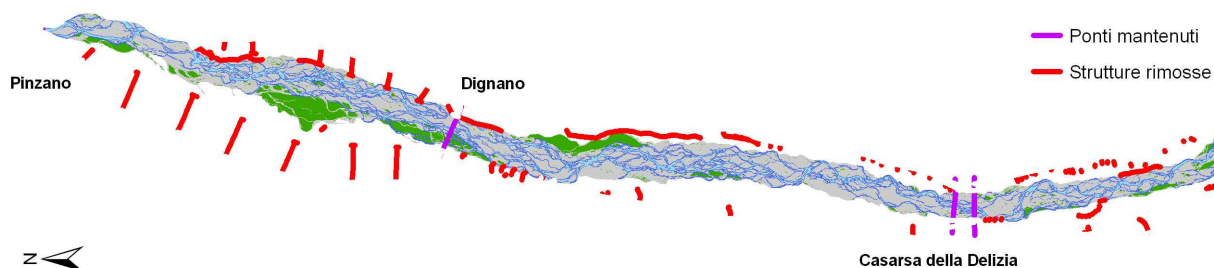 Ponti mantenuti
Strutture rimosse
Pinzano
Dignano
Casarsa della Delizia
N